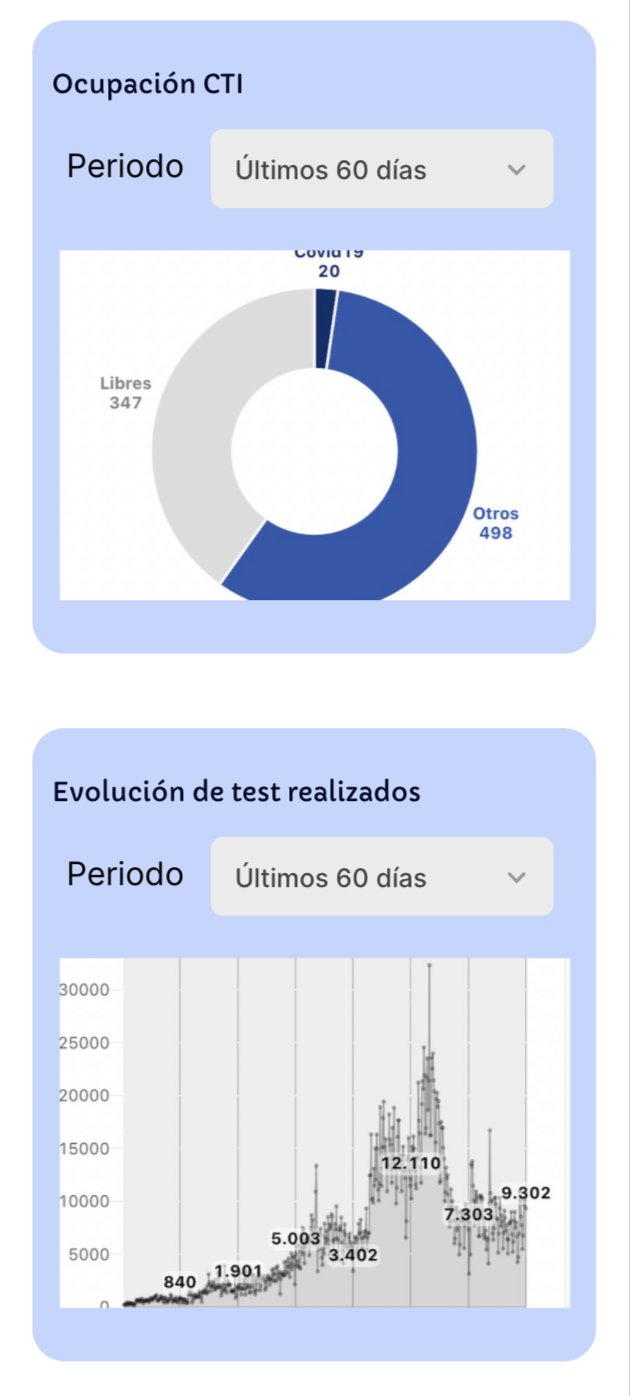 Ocupación CTI
Periodo
Últimos 60 días
Covid19
20
Libres
347
Otros
498
Evolución de test realizados
Periodo
Últimos 60 días
30000
25000
20000
15000
10000
5000
0
840
1.901
5.003
3.402
12.110
7.303
9.302